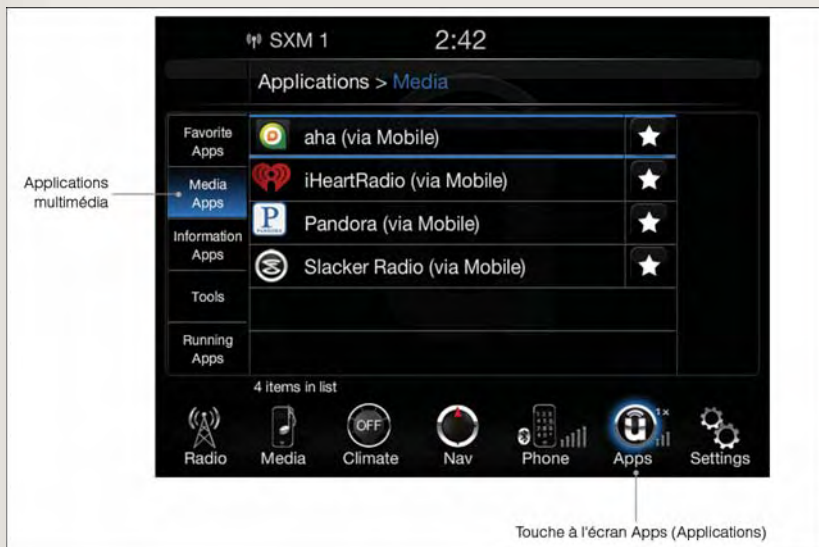 SXM 1 2:42
Applications > Media
Favorite
Apps
aha (via Mobile)
Applications
multimédia
Media
Apps
iHeartRadio (via Mobile)
P
PANDORA
Pandora (via Mobile)
Information
Apps
S
Slacker Radio (via Mobile)
Tools
Running
Apps
4 items in list
OFF
1x
Radio Media Climate Nav Phone Apps Settings
Touche à l'écran Apps (Applications)